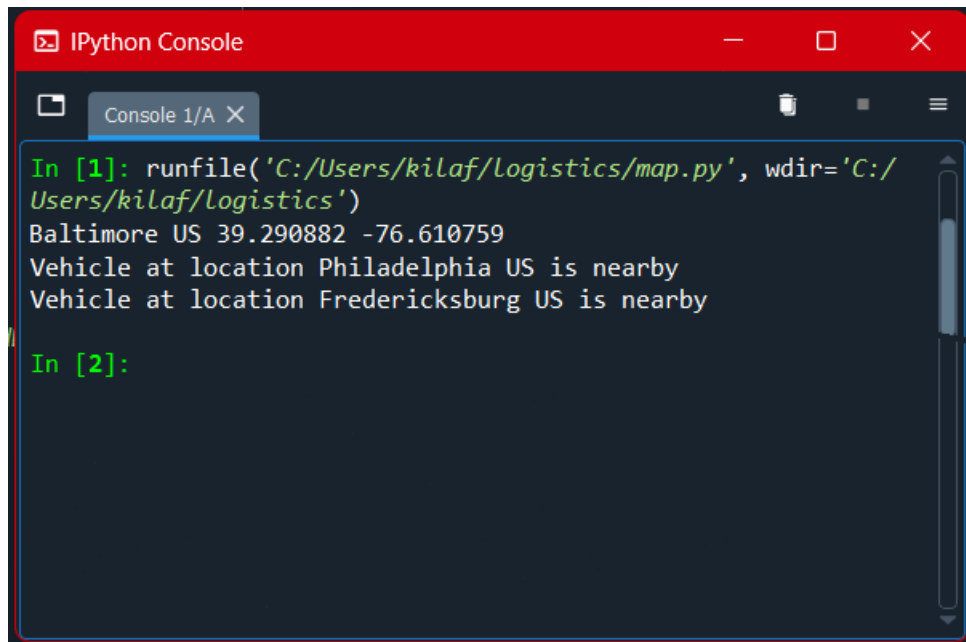 IPython Console
Console 1/A
In [1]: runfile('C:/Users/kilaf/logistics/map.py', wdir='C:/
Users/kilaf/logistics')
Baltimore US 39.290882 -76.610759
Vehicle at location Philadelphia US is nearby
Vehicle at location Fredericksburg US is nearby
In [2]: